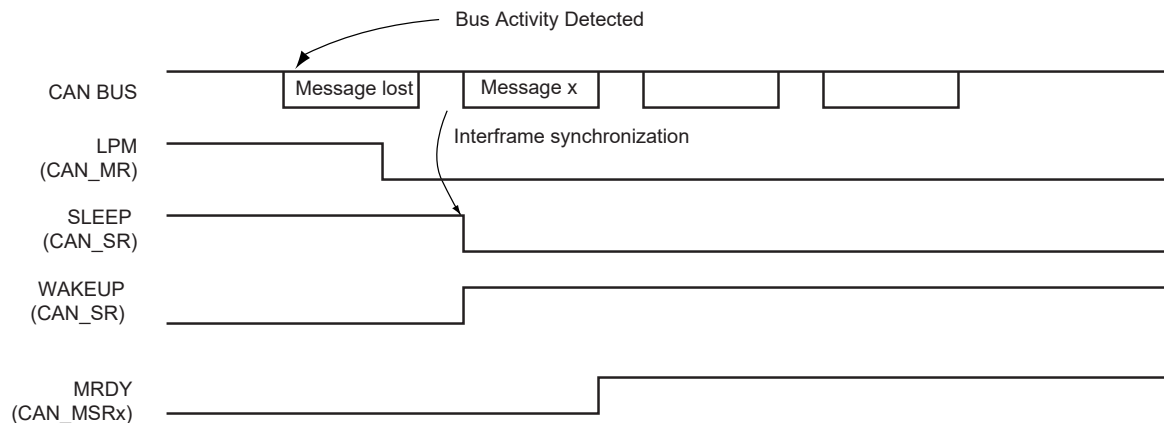 Bus Activity Detected
CAN BUS
Message lost
Message x
Interframe synchronization
LPM
(CAN_MR)
SLEEP
(CAN_SR)
WAKEUP
(CAN_SR)
MRDY
(CAN_MSRx)